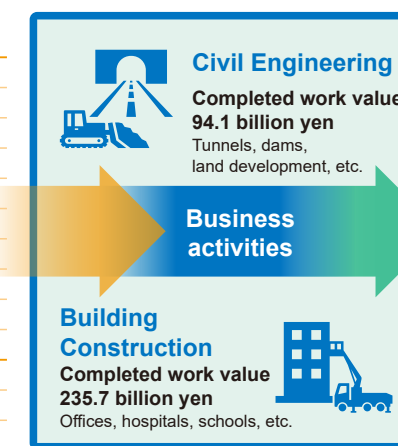 Civil Engineering
Completed work value
94.1 billion yen
Tunnels, dams,
land development, etc.
Business
activities
Building
Construction
Completed work value
235.7 billion yen
Offices, hospitals, schools, etc.